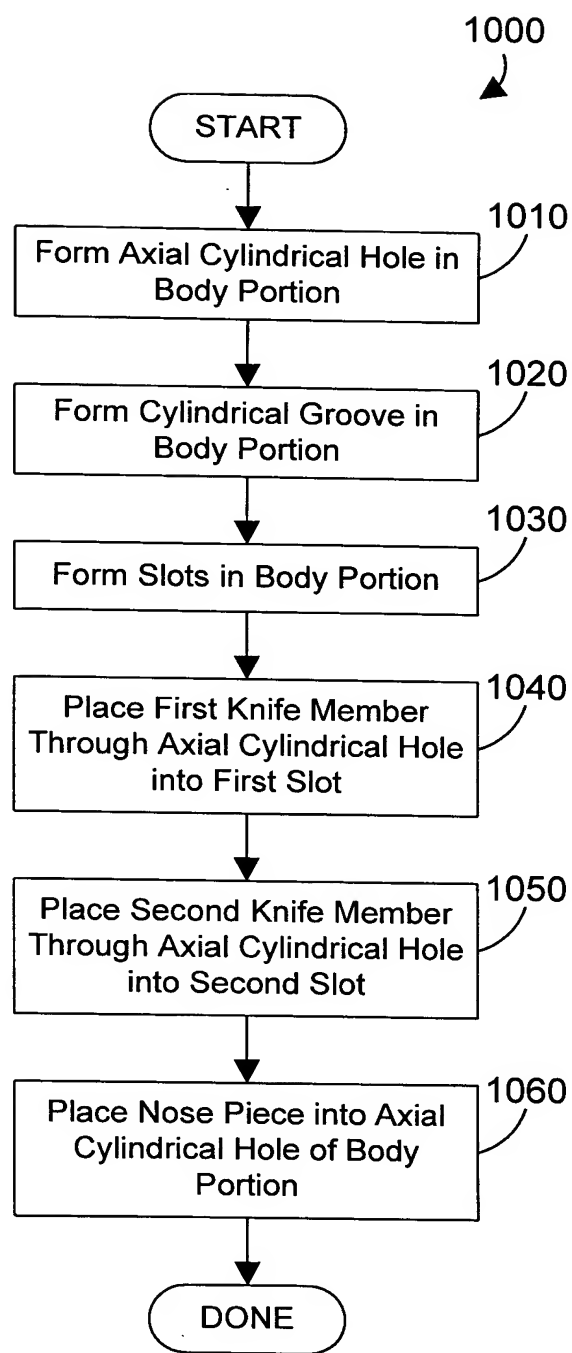 1000
START
1010
Form Axial Cylindrical Hole in
Body Portion
1020
Form Cylindrical Groove in
Body Portion
1030
Form Slots in Body Portion
1040
Place First Knife Member
Through Axial Cylindrical Hole
into First Slot
1050
Place Second Knife Member
Through Axial Cylindrical Hole
into Second Slot
1060
Place Nose Piece into Axial
Cylindrical Hole of Body
Portion
DONE